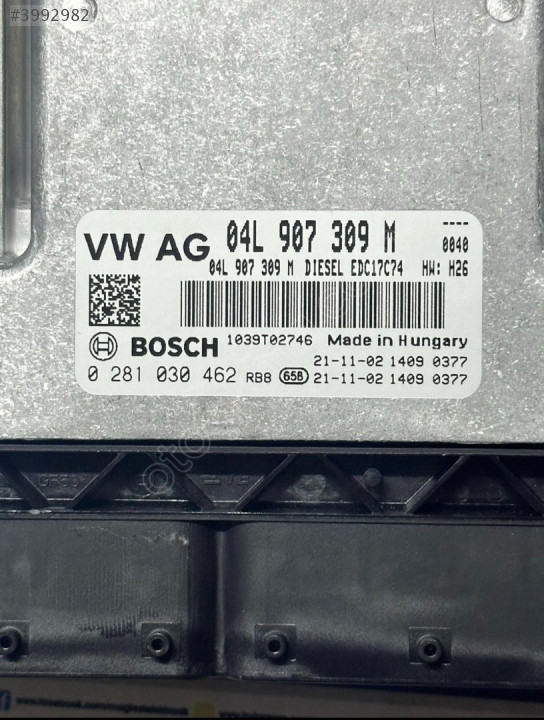 #3992982
VW AG 04L 907 309 M ----
0040
04L 907 309 M DIESEL EDC17C74 HW: H26
BOSCH 1039T02746 Made in Hungary
21-11-02 1409 0377
0 281 030 462 RB8 65B 21-11-02 1409 0377